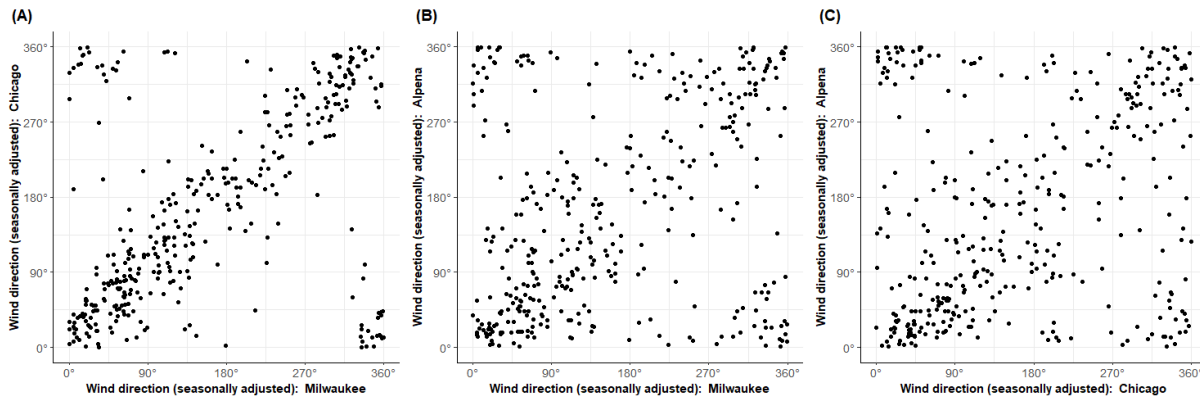 (A)
Wind direction (seasonally adjusted): Chicago
360°
270°
180°
90°
0°
0° 90° 180° 270° 360°
Wind direction (seasonally adjusted): Milwaukee
(B)
Wind direction (seasonally adjusted): Alpena
360°
270°
180°
90°
0°
0° 90° 180° 270° 360°
Wind direction (seasonally adjusted): Milwaukee
(C)
Wind direction (seasonally adjusted): Alpena
360°
270°
180°
90°
0°
0° 90° 180° 270° 360°
Wind direction (seasonally adjusted): Chicago